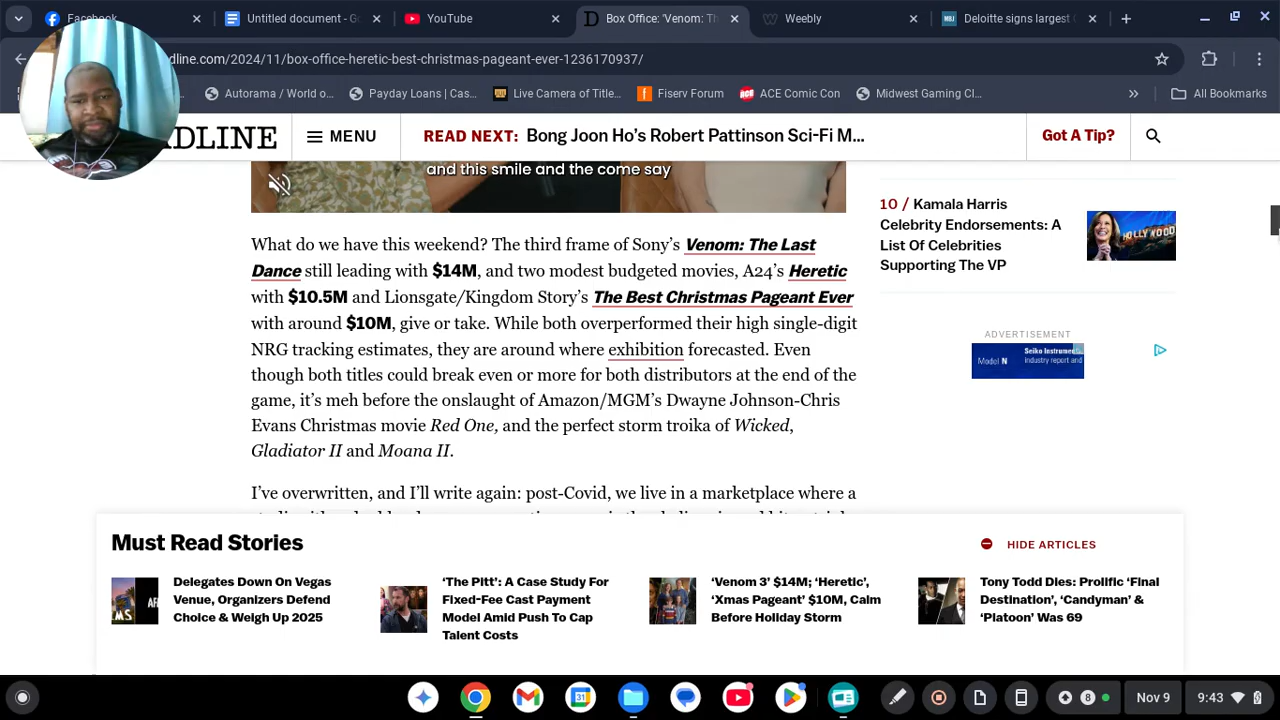 Facebook
Untitled document - Go
YouTube
Box Office: 'Venom: Th
Weebly
Deloitte signs largest
dline.com/2024/11/box-office-heretic-best-christmas-pageant-ever-1236170937/
Autorama / World o...
Payday Loans | Cas...
Live Camera of Title...
Fiserv Forum
ACE Comic Con
Midwest Gaming Cl...
All Bookmarks
DLINE
MENU
READ NEXT: Bong Joon Ho's Robert Pattinson Sci-Fi M...
Got A Tip?
and this smile and the come say
What do we have this weekend? The third frame of Sony's Venom: The Last
Dance still leading with $14M, and two modest budgeted movies, A24's Heretic
with $10.5M and Lionsgate/Kingdom Story's The Best Christmas Pageant Ever
with around $10M, give or take. While both overperformed their high single-digit
NRG tracking estimates, they are around where exhibition forecasted. Even
though both titles could break even or more for both distributors at the end of the
game, it's meh before the onslaught of Amazon/MGM's Dwayne Johnson-Chris
Evans Christmas movie Red One, and the perfect storm troika of Wicked,
Gladiator II and Moana II.
I've overwritten, and I'll write again: post-Covid, we live in a marketplace where a
10 / Kamala Harris
Celebrity Endorsements: A
List Of Celebrities
Supporting The VP
HOLLYWOOD
ADVERTISEMENT
Model N
Seiko Instruments
industry report and
Must Read Stories
HIDE ARTICLES
Delegates Down On Vegas
Venue, Organizers Defend
Choice & Weigh Up 2025
'The Pitt': A Case Study For
Fixed-Fee Cast Payment
Model Amid Push To Cap
Talent Costs
'Venom 3' $14M; 'Heretic',
'Xmas Pageant' $10M, Calm
Before Holiday Storm
Tony Todd Dies: Prolific 'Final
Destination', 'Candyman' &
'Platoon' Was 69
31
8
Nov 9
9:43